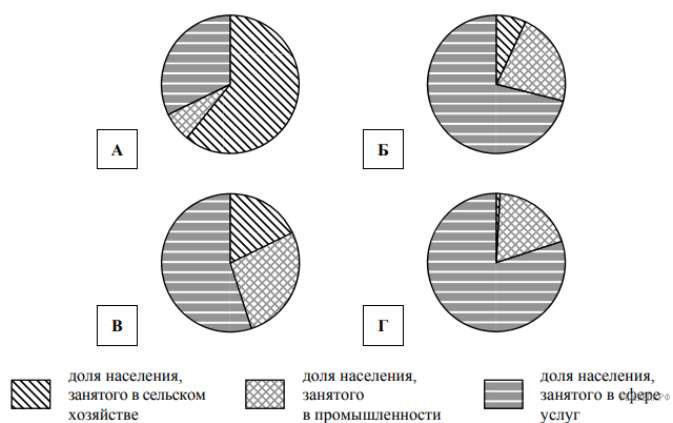 А
Б
В
Г
доля населения,
занятого в сельском
хозяйстве
доля населения,
занятого
в промышленности
доля населения,
занятого в сфере
услуг